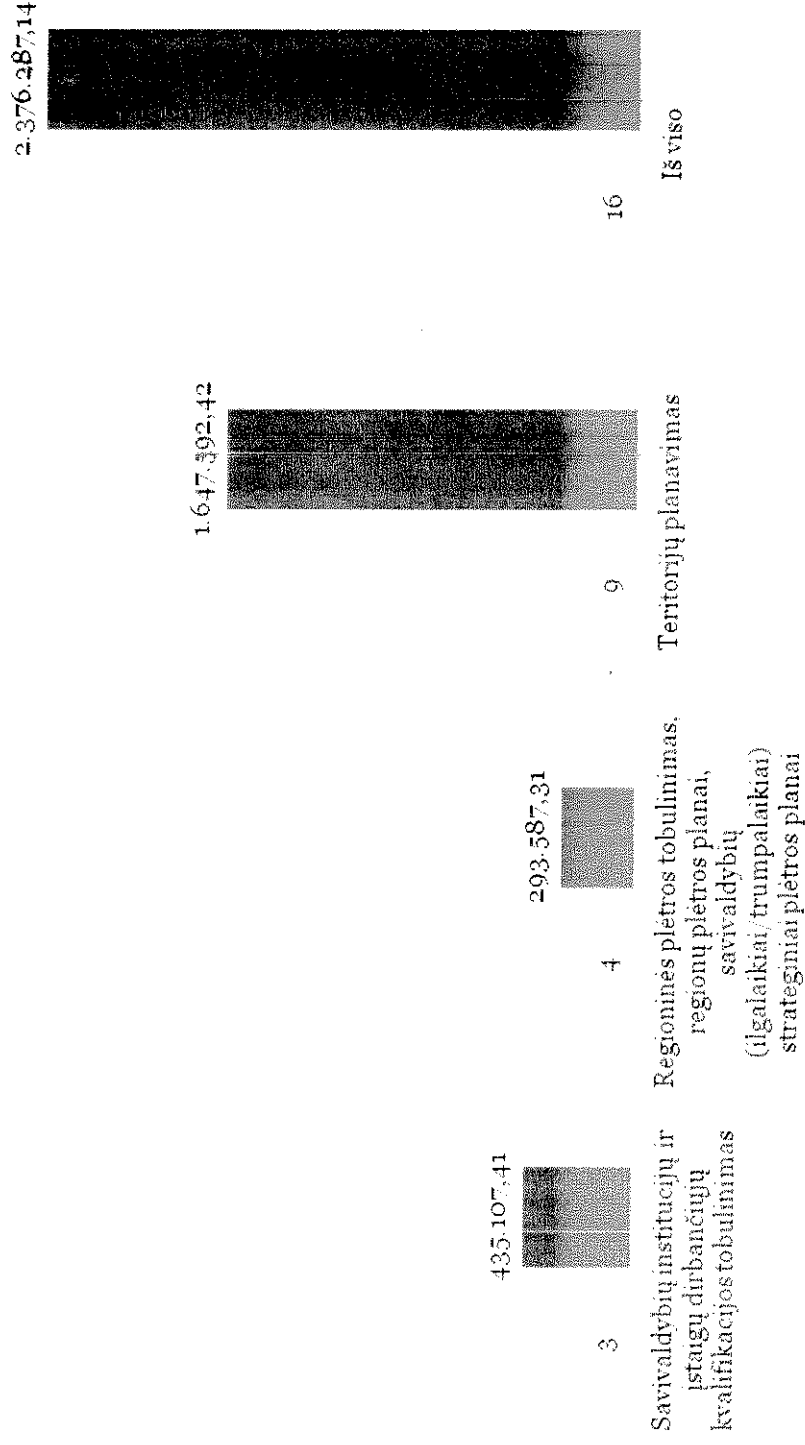 435.107,41
293.587,31
1.647.392,42
2.376.287,14
3
4
9
16
Savivaldybių institucijų ir
įstaigų dirbančiųjų
kvalifikacijos tobulinimas
Regioninės plėtros tobulinimas,
regionų plėtros planai,
savivaldybių
(ilgalaikiai/trumpalaikiai)
strateginiai plėtros planai
Teritorijų planavimas
Iš viso